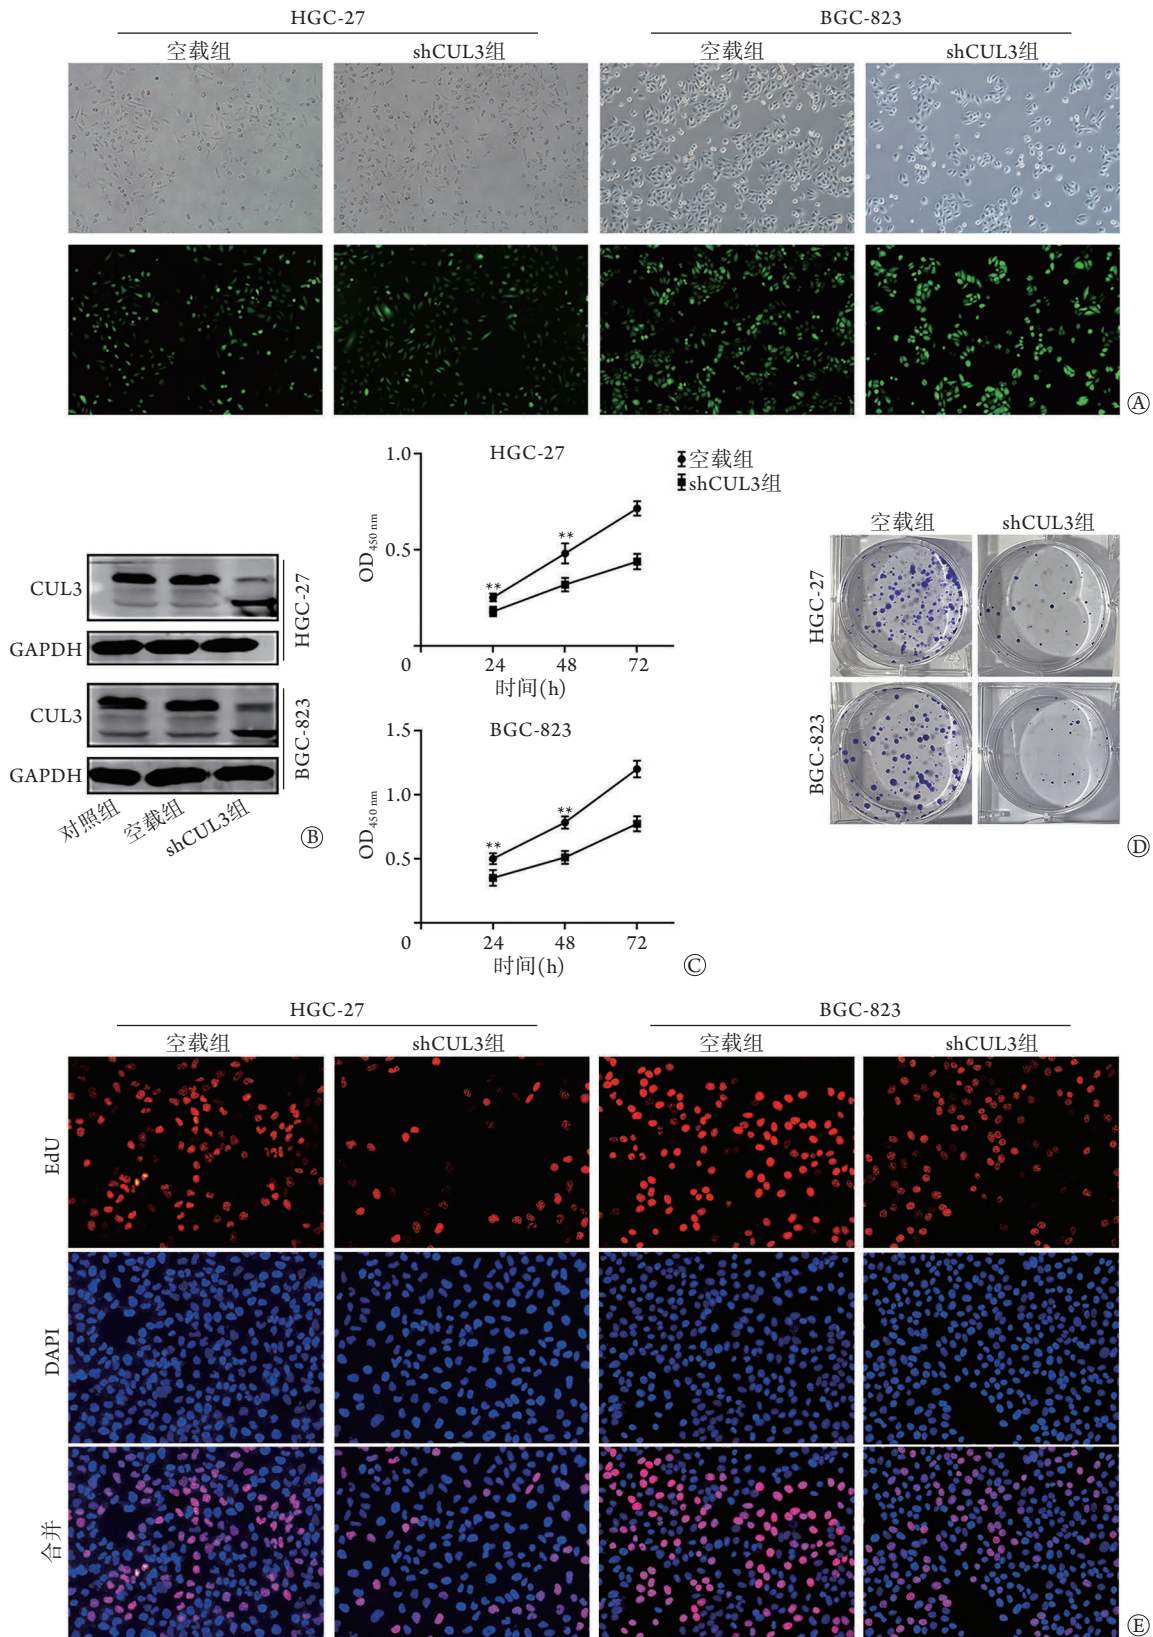 HGC-27 BGC-823
空载组 shCUL3组 空载组 shCUL3组
Ⓐ
CUL3
GAPDH
HGC-27
CUL3
GAPDH
BGC-823
对照组 空载组 shCUL3组
Ⓑ
HGC-27
空载组
shCUL3组
1.0
0.5
0
OD450 nm
**
**
24 48 72
时间(h)
BGC-823
1.5
1.0
0.5
0
OD450 nm
**
**
24 48 72
时间(h)
Ⓒ
空载组 shCUL3组
HGC-27
BGC-823
Ⓓ
HGC-27 BGC-823
空载组 shCUL3组 空载组 shCUL3组
EdU
DAPI
合并
Ⓔ